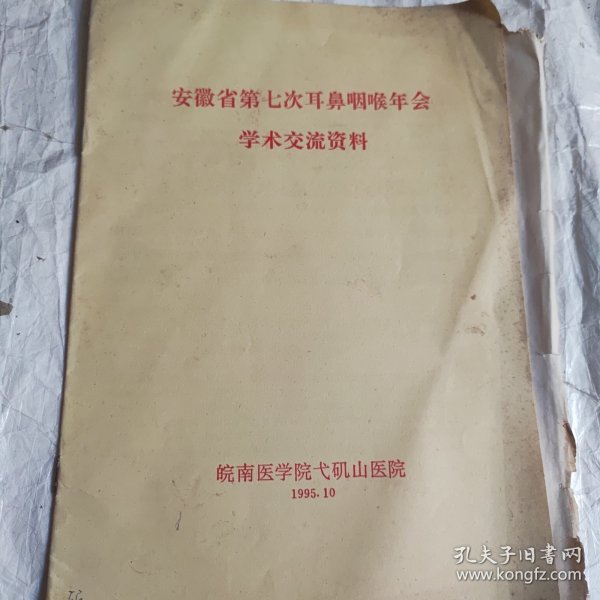 安徽省第七次耳鼻咽喉年会
学术交流资料
皖南医学院弋矶山医院
1995.10
孔夫子旧书网
www.kongfz.com